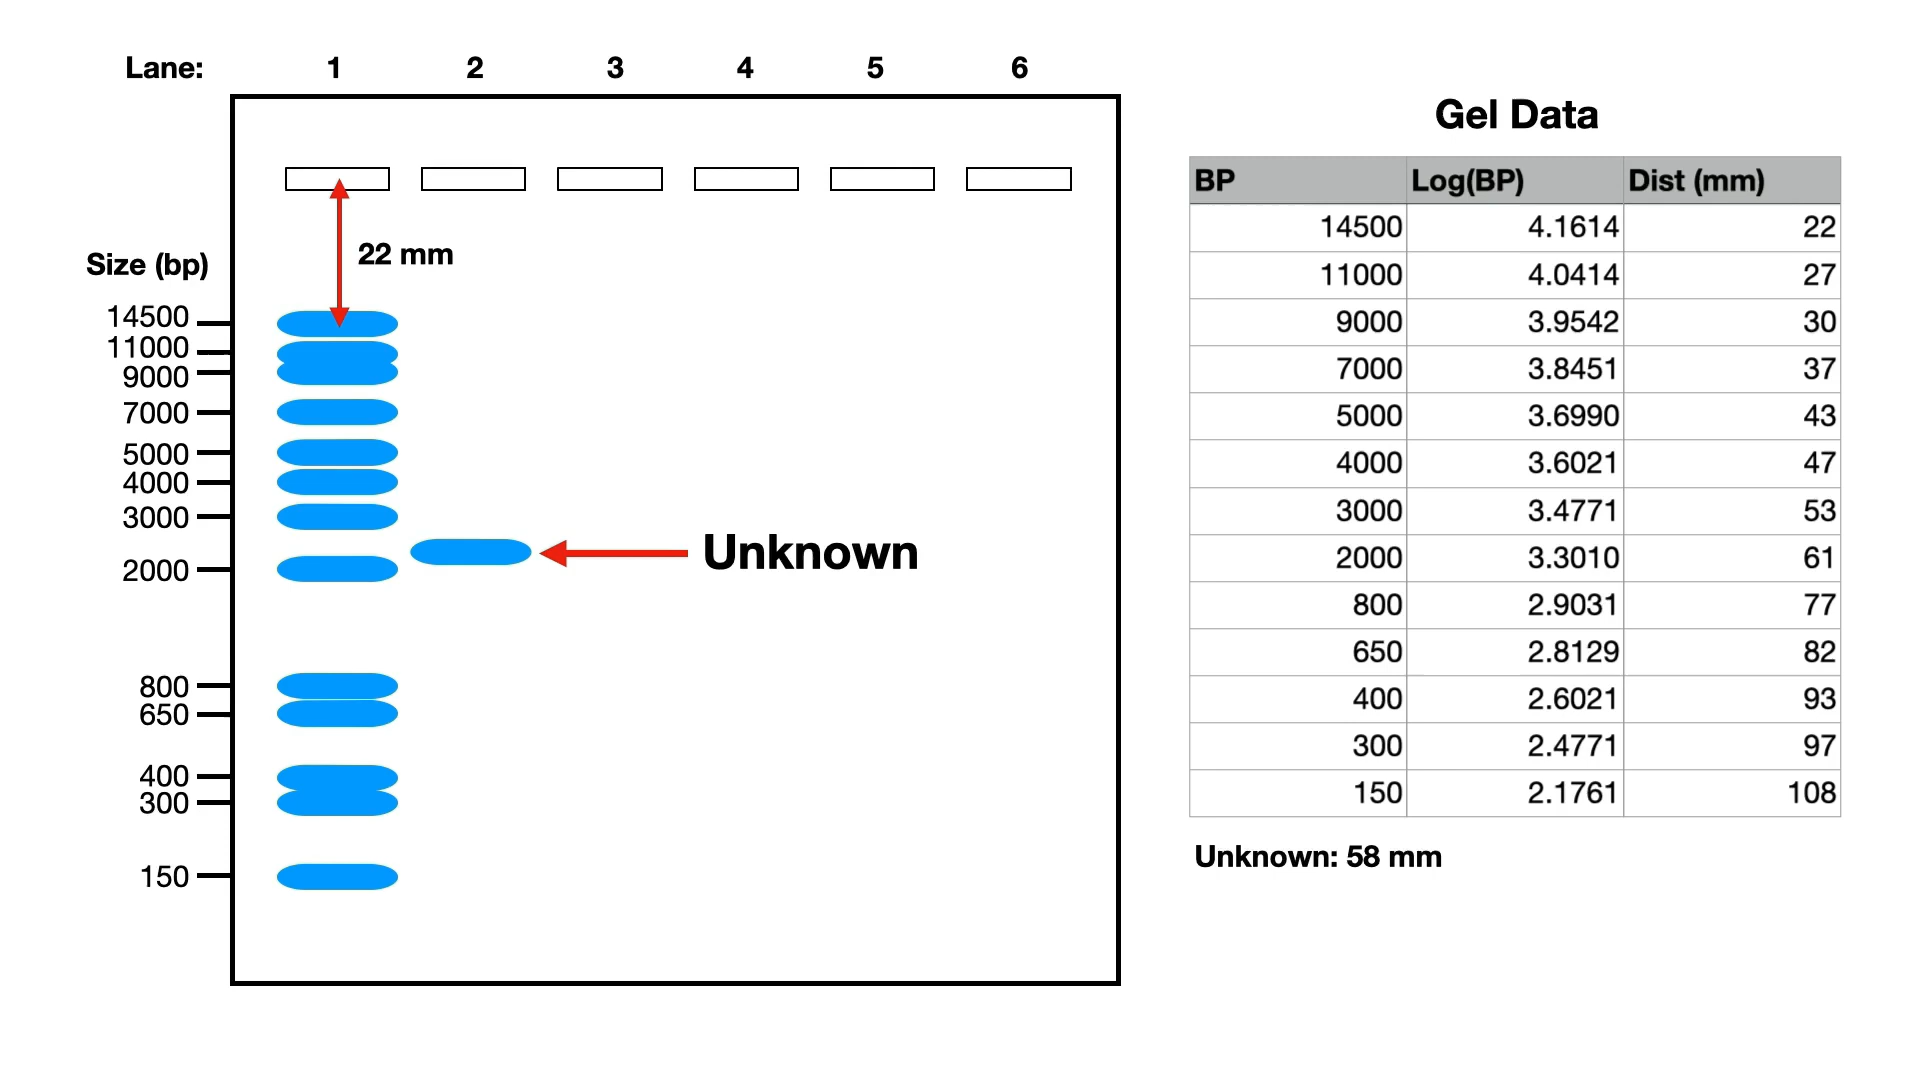 Lane: 1 2 3 4 5 6
22 mm
Size (bp)
14500
11000
9000
7000
5000
4000
3000
2000
800
650
400
300
150
Unknown
Gel Data
BP Log(BP) Dist (mm)
14500 4.1614 22
11000 4.0414 27
9000 3.9542 30
7000 3.8451 37
5000 3.6990 43
4000 3.6021 47
3000 3.4771 53
2000 3.3010 61
800 2.9031 77
650 2.8129 82
400 2.6021 93
300 2.4771 97
150 2.1761 108
Unknown: 58 mm